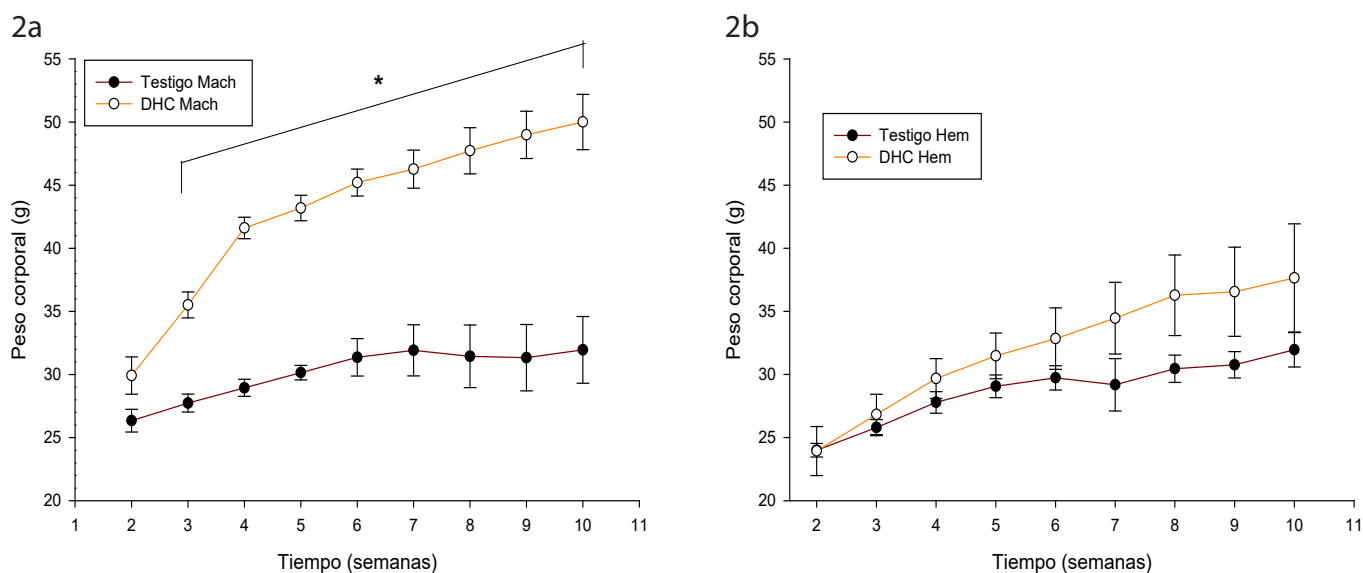 2a
Peso corporal (g)
55
50
45
40
35
30
25
20
Testigo Mach
DHC Mach
*
1 2 3 4 5 6 7 8 9 10 11
Tiempo (semanas)
2b
Peso corporal (g)
55
50
45
40
35
30
25
20
Testigo Hem
DHC Hem
2 3 4 5 6 7 8 9 10 11
Tiempo (semanas)